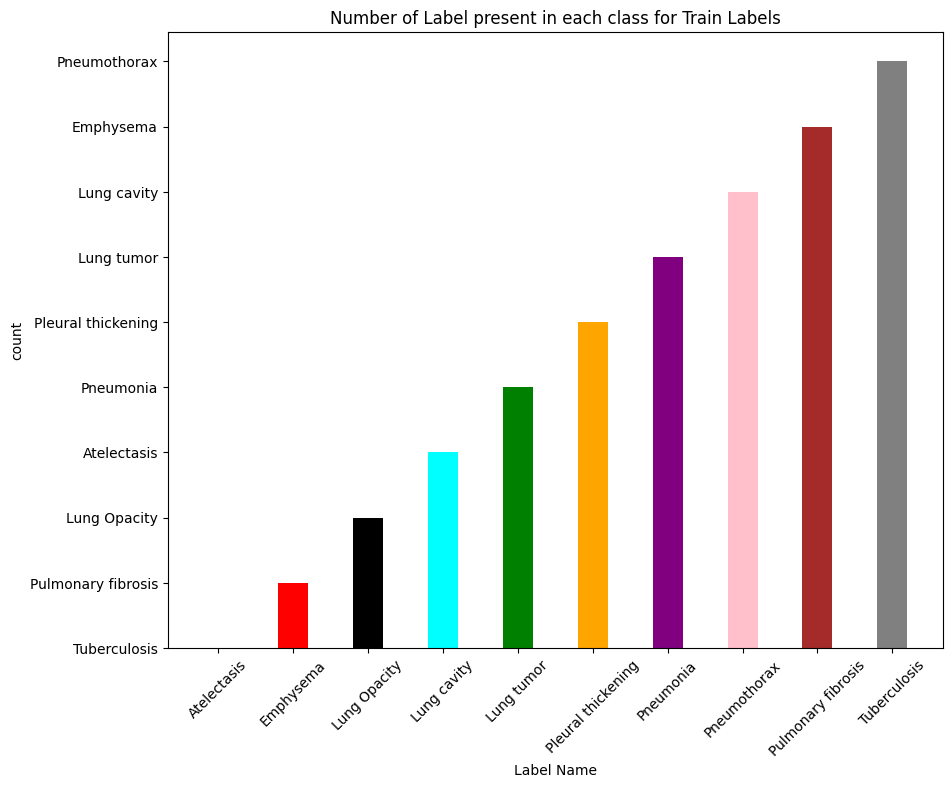 Number of Label present in each class for Train Labels
Pneumothorax
Emphysema
Lung cavity
Lung tumor
Pleural thickening
Pneumonia
Atelectasis
Lung Opacity
Pulmonary fibrosis
Tuberculosis
count
Atelectasis
Emphysema
Lung Opacity
Lung cavity
Lung tumor
Pleural thickening
Pneumonia
Pneumothorax
Pulmonary fibrosis
Tuberculosis
Label Name